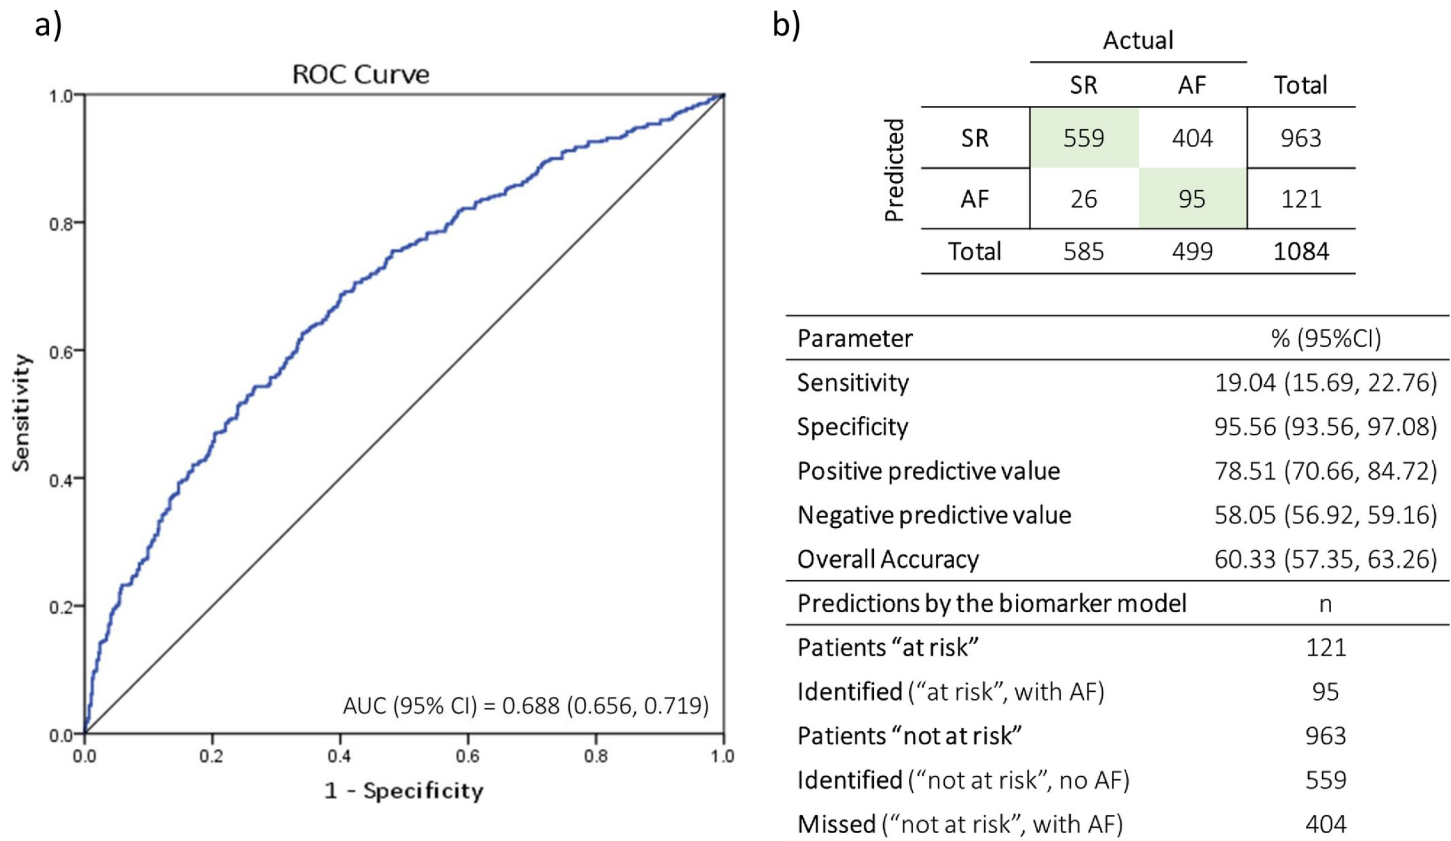 a)
ROC Curve
1.0
0.8
0.6
0.4
0.2
0.0
Sensitivity
AUC (95% CI) = 0.688 (0.656, 0.719)
0.0 0.2 0.4 0.6 0.8 1.0
1 - Specificity
b)
Actual
SR AF Total
Predicted
SR 559 404 963
AF 26 95 121
Total 585 499 1084
Parameter % (95%CI)
Sensitivity 19.04 (15.69, 22.76)
Specificity 95.56 (93.56, 97.08)
Positive predictive value 78.51 (70.66, 84.72)
Negative predictive value 58.05 (56.92, 59.16)
Overall Accuracy 60.33 (57.35, 63.26)
Predictions by the biomarker model n
Patients “at risk” 121
Identified (“at risk”, with AF) 95
Patients “not at risk” 963
Identified (“not at risk”, no AF) 559
Missed (“not at risk”, with AF) 404